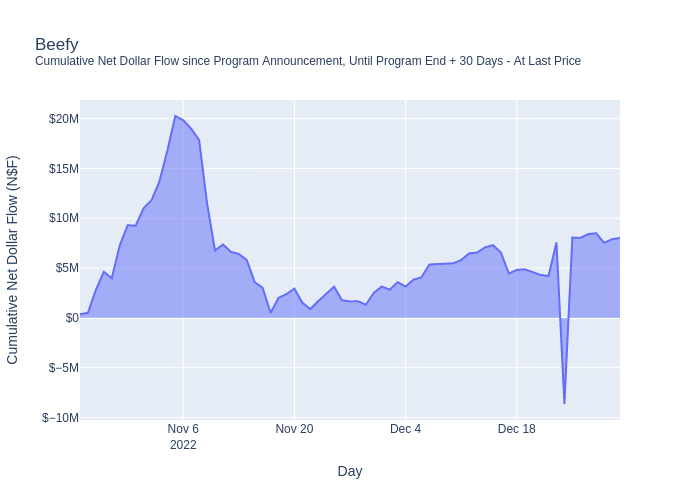 Beefy
Cumulative Net Dollar Flow since Program Announcement, Until Program End + 30 Days - At Last Price
Cumulative Net Dollar Flow (N$F)
$20M
$15M
$10M
$5M
$0
$−5M
$−10M
Nov 6
2022
Nov 20
Dec 4
Dec 18
Day